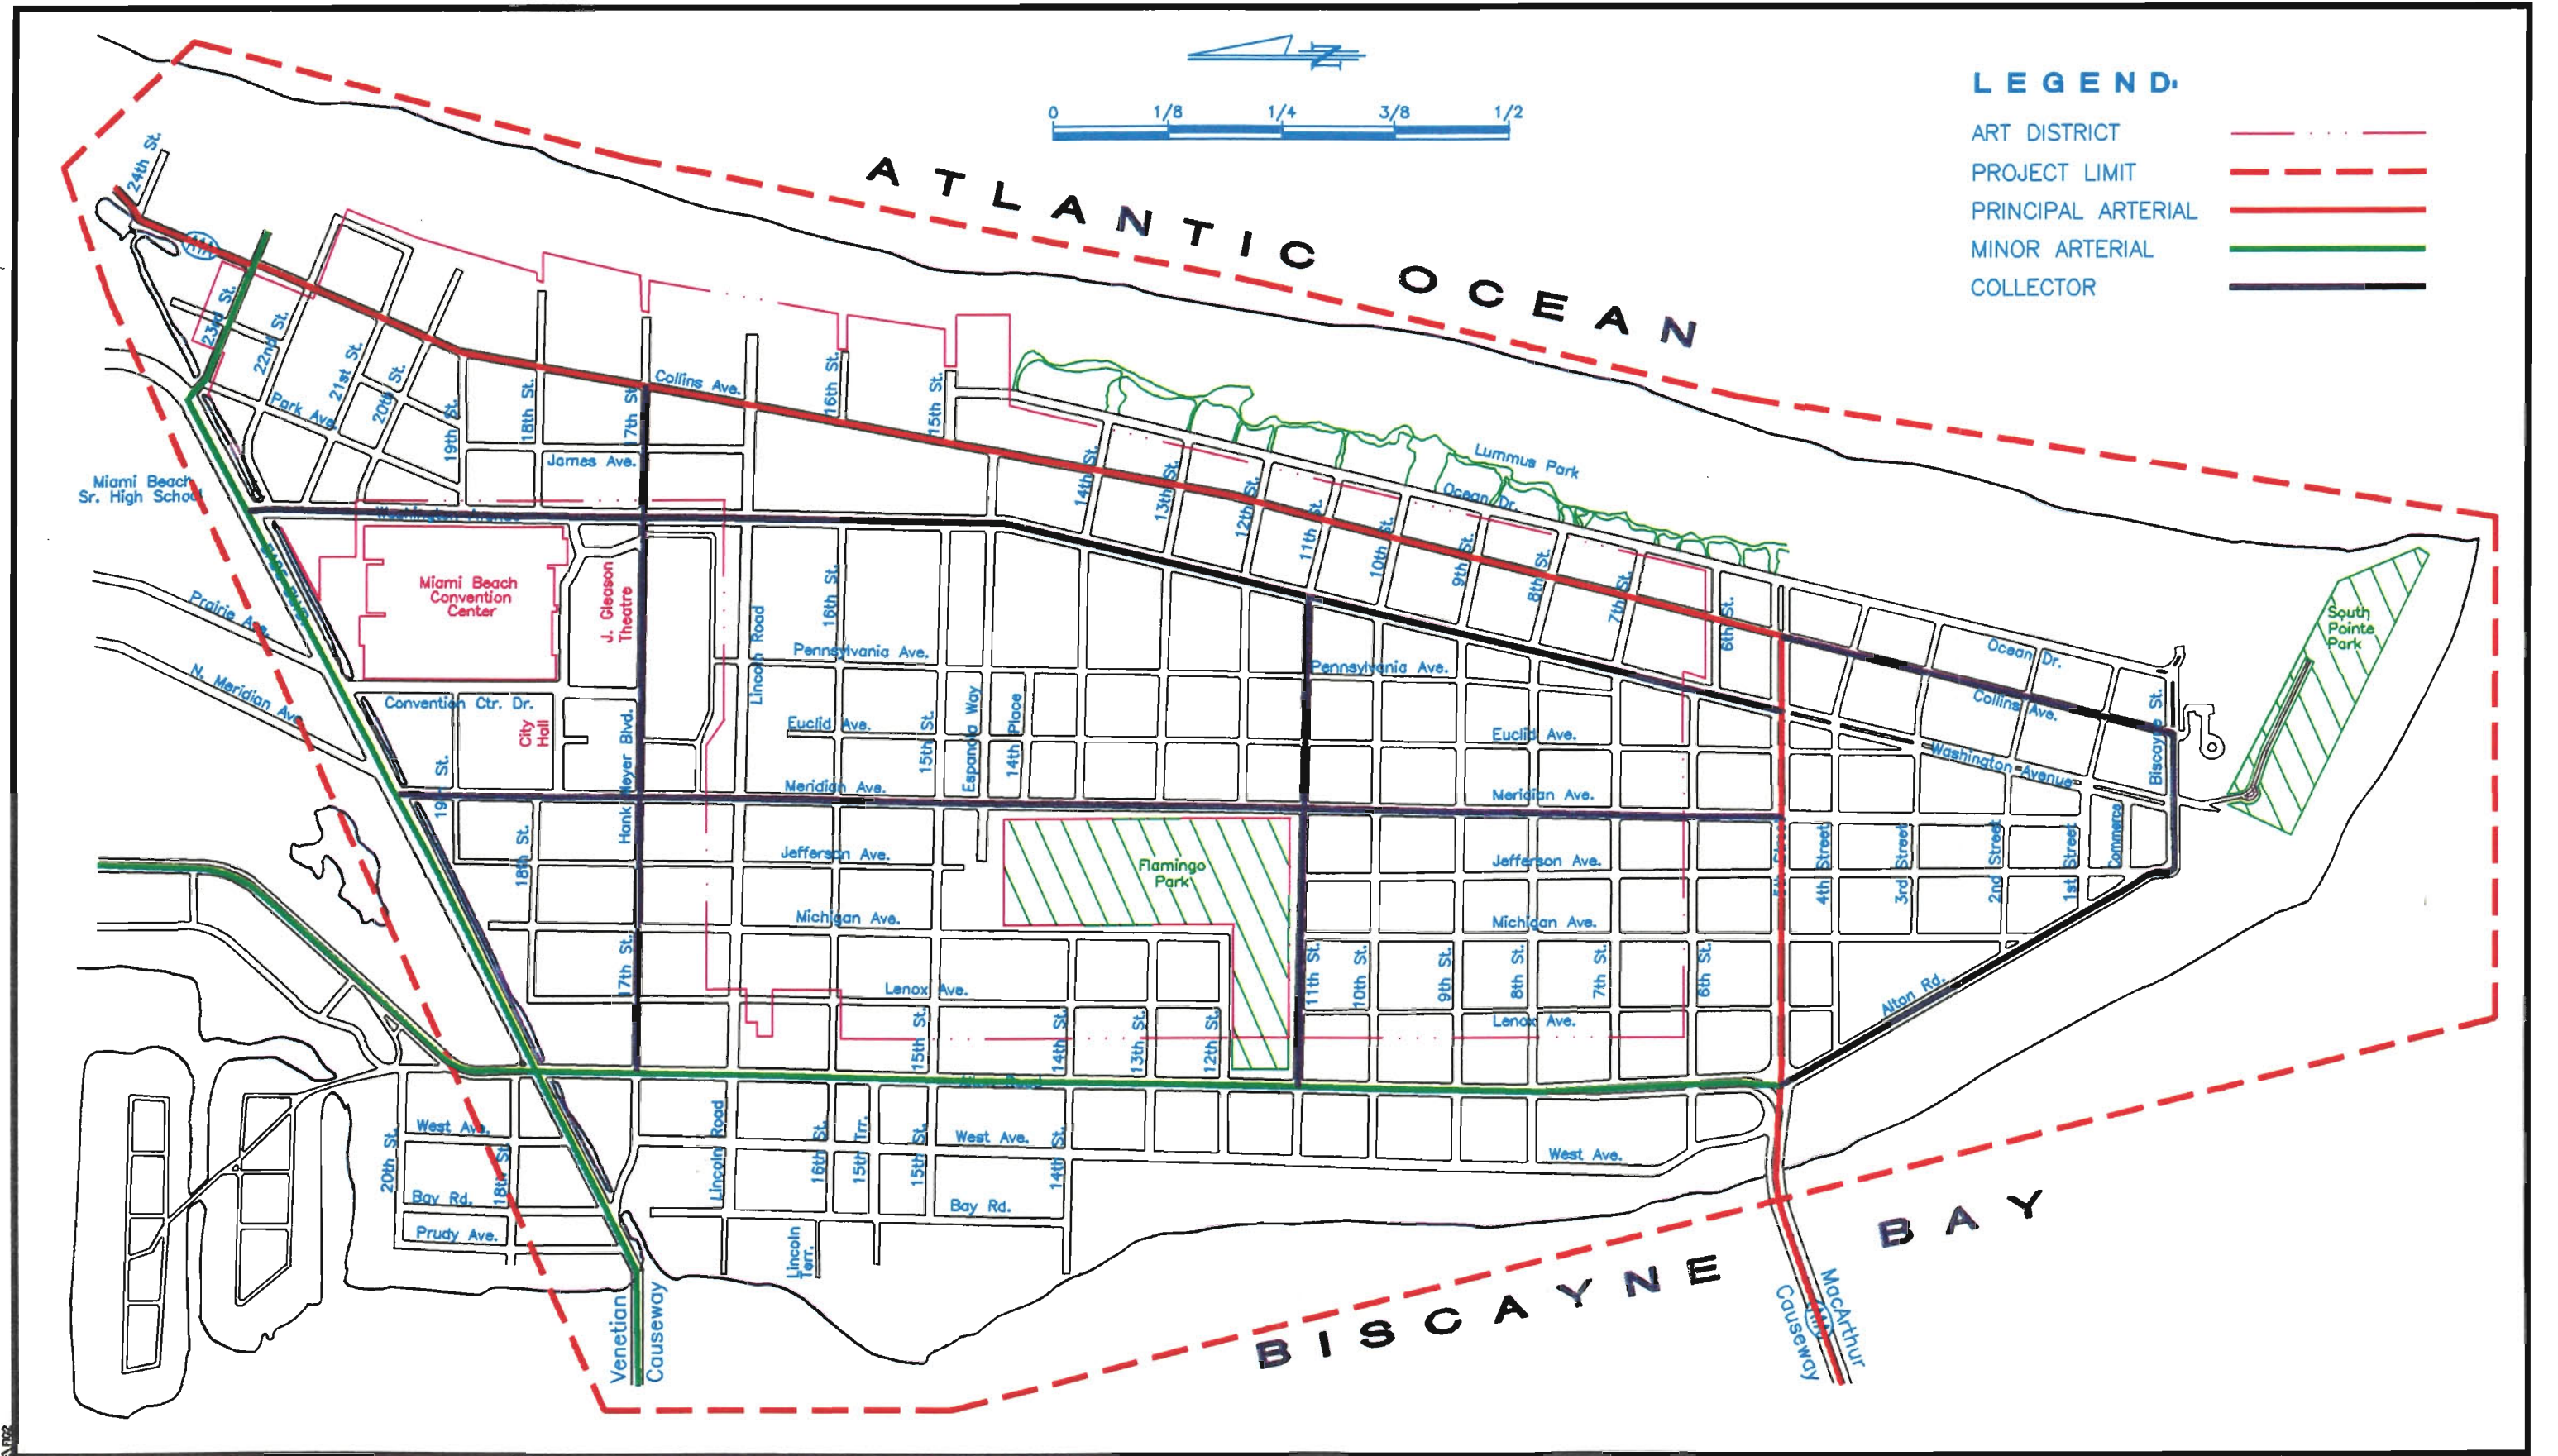 LEGEND:
ART DISTRICT
PROJECT LIMIT
PRINCIPAL ARTERIAL
MINOR ARTERIAL
COLLECTOR
N
0 1/8 1/4 3/8 1/2
ATLANTIC OCEAN
24th St.
A1A
23rd St.
22nd St.
21st St.
20th St.
Park Ave.
19th St.
18th St.
17th St.
Collins Ave.
16th St.
15th St.
James Ave.
Miami Beach
Sr. High School
Washington Avenue
14th St.
13th St.
12th St.
11th St.
10th St.
9th St.
8th St.
7th St.
6th St.
Lummus Park
Ocean Dr.
DADE BLVD.
Miami Beach
Convention
Center
J. Gleason
Theatre
Prairie Ave.
N. Meridian Ave.
Convention Ctr. Dr.
City
Hall
Hank Meyer Blvd.
Lincoln Road
16th St.
Pennsylvania Ave.
Pennsylvania Ave.
Euclid Ave.
Euclid Ave.
15th St.
Espanola Way
14th Place
Meridian Ave.
Meridian Ave.
Ocean Dr.
Collins Ave.
Washington Avenue
Biscayne St.
South
Pointe
Park
19th St.
18th St.
17th St.
Jefferson Ave.
Jefferson Ave.
Flamingo
Park
Michigan Ave.
Michigan Ave.
5th Street
4th Street
3rd Street
2nd Street
1st Street
Commerce
Lenox Ave.
Lenox Ave.
15th St.
14th St.
13th St.
12th St.
11th St.
10th St.
9th St.
8th St.
7th St.
6th St.
Alton Rd.
Alton Road
20th St.
West Ave.
18th St.
Bay Rd.
Prudy Ave.
Lincoln Road
16th St.
15th Trr.
15th St.
West Ave.
14th St.
Bay Rd.
West Ave.
Lincoln
Terr.
Venetian
Causeway
BISCAYNE BAY
MacArthur
Causeway
A1A